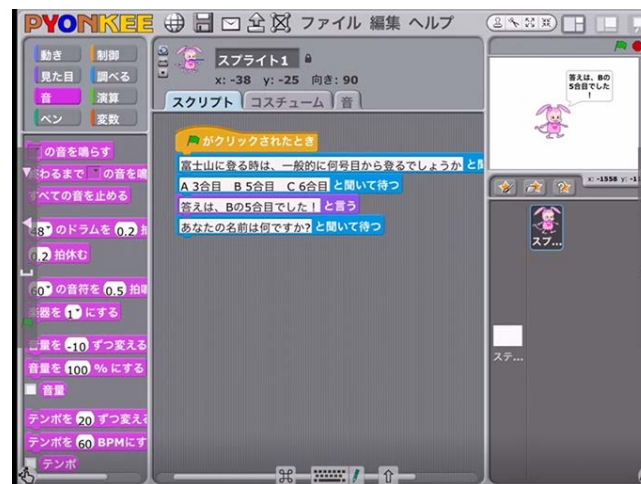 PYONKEE ファイル 編集 ヘルプ
動き 制御
見た目 調べる
音 演算
ペン 変数
スプライト1
x: -38 y: -25 向き: 90
スクリプト コスチューム 音
の音を鳴らす
終わるまで の音を鳴
すべての音を止める
48 のドラムを 0.2 拍
0.2 拍休む
60 の音符を 0.5 拍
楽器を 1 にする
音量を -10 ずつ変える
音量を 100 % にする
音量
テンポを 20 ずつ変え
テンポを 60 BPMにす
テンポ
がクリックされたとき
富士山に登る時は、一般的に何号目から登るでしょうか と
A 3合目 B 5合目 C 6合目 と聞いて待つ
答えは、Bの5合目でした！ と言う
あなたの名前は何ですか? と聞いて待つ
答えは、Bの
5合目でした
！
x: -1558 y: -1
スプ...
ステ...